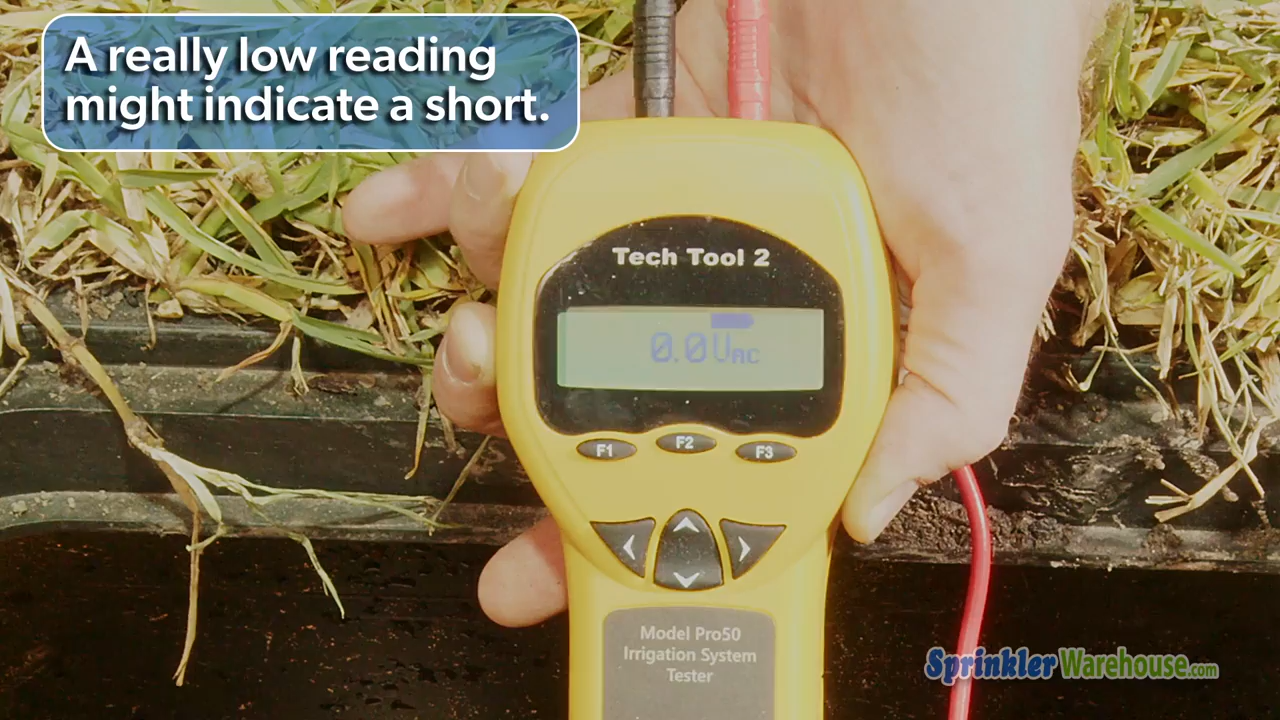 A really low reading
might indicate a short.
Tech Tool 2
0.0VAC
F1 F2 F3
Model Pro50
Irrigation System
Tester
SprinklerWarehouse.com